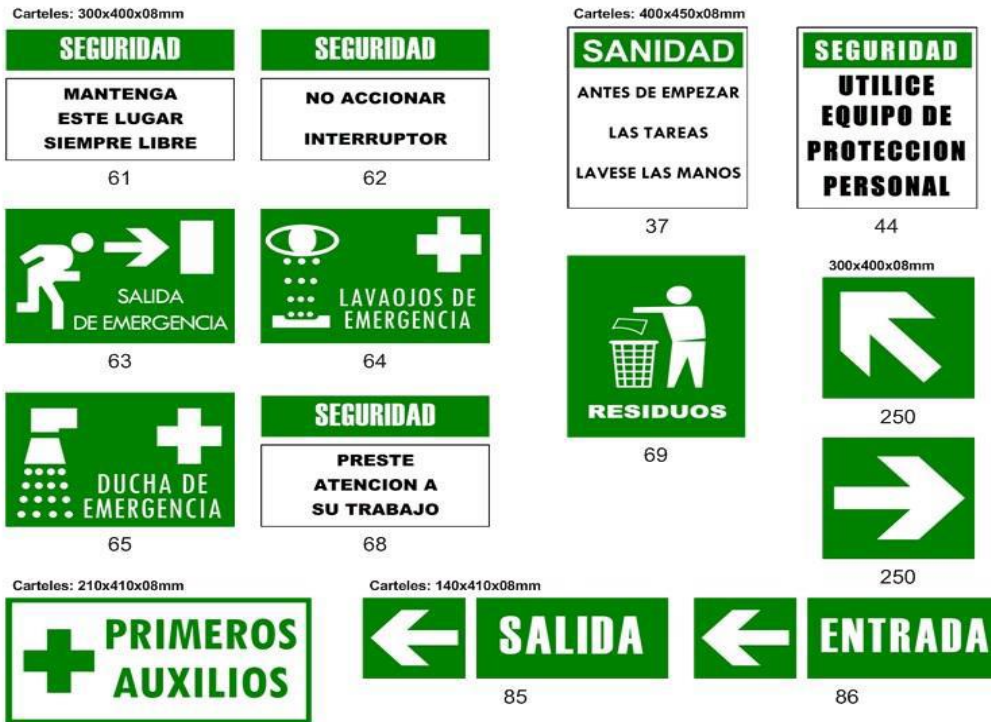 Carteles: 300x400x08mm
SEGURIDAD
MANTENGA
ESTE LUGAR
SIEMPRE LIBRE
61
SEGURIDAD
NO ACCIONAR
INTERRUPTOR
62
Carteles: 400x450x08mm
SANIDAD
ANTES DE EMPEZAR
LAS TAREAS
LAVESE LAS MANOS
37
SEGURIDAD
UTILICE
EQUIPO DE
PROTECCION
PERSONAL
44
SALIDA
DE EMERGENCIA
63
LAVAOJOS DE
EMERGENCIA
64
RESIDUOS
69
300x400x08mm
250
DUCHA DE
EMERGENCIA
65
SEGURIDAD
PRESTE
ATENCION A
SU TRABAJO
68
250
Carteles: 210x410x08mm
PRIMEROS
AUXILIOS
Carteles: 140x410x08mm
SALIDA
85
ENTRADA
86